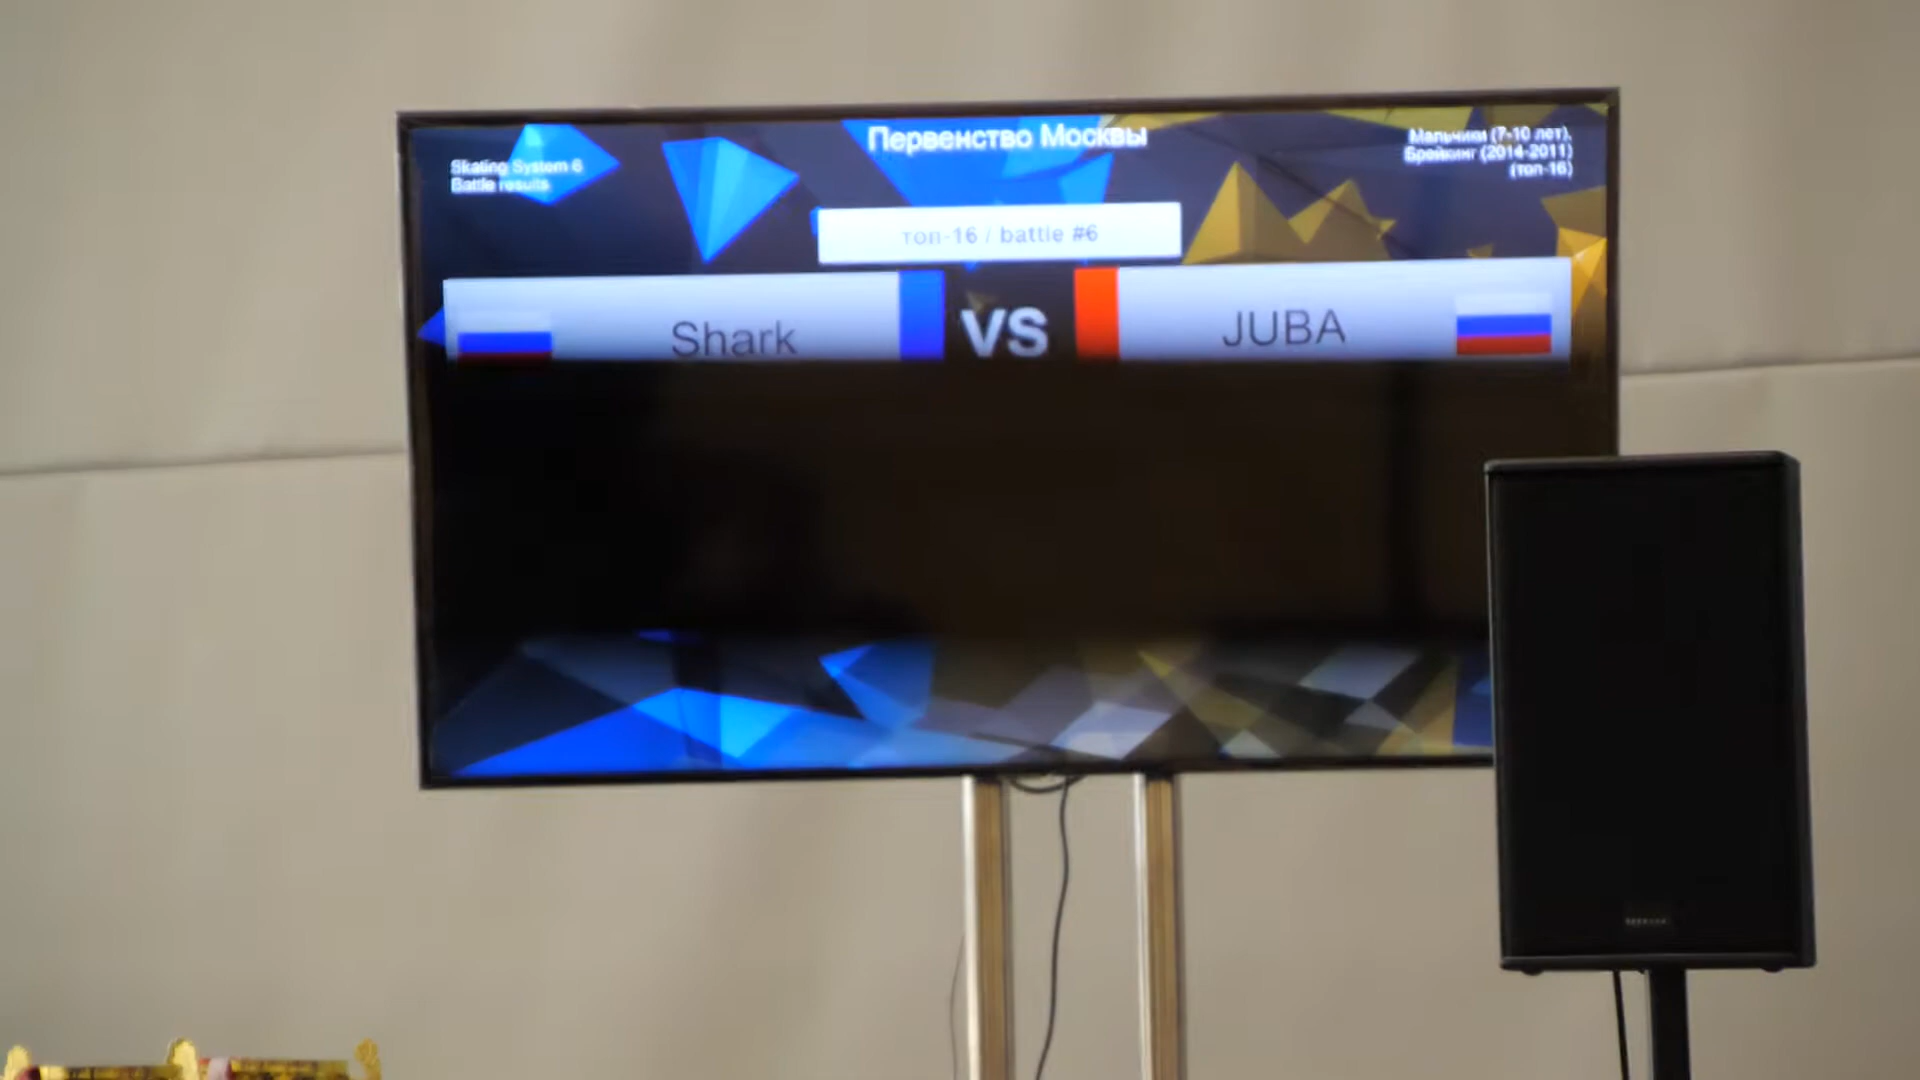 Первенство Москвы
Skating System 6
Battle results
Мальчики (7-10 лет),
Брейкинг (2014-2011)
(топ-16)
топ-16 / battle #6
Shark
VS
JUBA